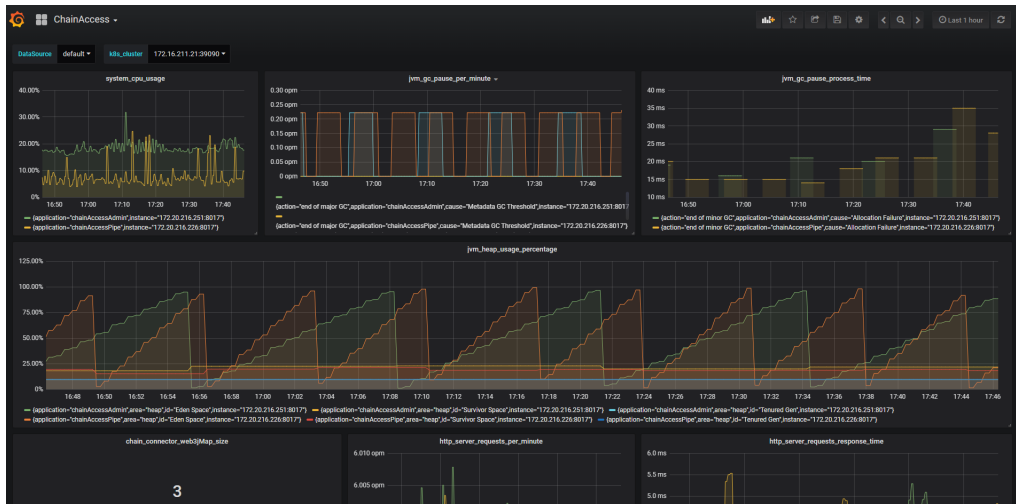 ChainAccess
Last 1 hour
DataSource default k8s_cluster 172.16.211.21:39090
system_cpu_usage
40.00%
30.00%
20.00%
10.00%
0%
16:50 17:00 17:10 17:20 17:30 17:40
{application="chainAccessAdmin",instance="172.20.216.251:8017"}
{application="chainAccessPipe",instance="172.20.216.226:8017"}
jvm_gc_pause_per_minute
0.30 opm
0.25 opm
0.20 opm
0.15 opm
0.10 opm
0.05 opm
0 opm
16:50 17:00 17:10 17:20 17:30 17:40
{action="end of major GC",application="chainAccessAdmin",cause="Metadata GC Threshold",instance="172.20.216.251:8017"
{action="end of major GC",application="chainAccessPipe",cause="Metadata GC Threshold",instance="172.20.216.226:8017"}
jvm_gc_pause_process_time
40 ms
35 ms
30 ms
25 ms
20 ms
15 ms
10 ms
16:50 17:00 17:10 17:20 17:30 17:40
{action="end of minor GC",application="chainAccessAdmin",cause="Allocation Failure",instance="172.20.216.251:8017"}
{action="end of minor GC",application="chainAccessPipe",cause="Allocation Failure",instance="172.20.216.226:8017"}
jvm_heap_usage_percentage
125.00%
100.00%
75.00%
50.00%
25.00%
0%
16:48 16:50 16:52 16:54 16:56 16:58 17:00 17:02 17:04 17:06 17:08 17:10 17:12 17:14 17:16 17:18 17:20 17:22 17:24 17:26 17:28 17:30 17:32 17:34 17:36 17:38 17:40 17:42 17:44 17:46
{application="chainAccessAdmin",area="heap",id="Eden Space",instance="172.20.216.251:8017"} {application="chainAccessAdmin",area="heap",id="Survivor Space",instance="172.20.216.251:8017"} {application="chainAccessAdmin",area="heap",id="Tenured Gen",instance="172.20.216.251:8017"}
{application="chainAccessPipe",area="heap",id="Eden Space",instance="172.20.216.226:8017"} {application="chainAccessPipe",area="heap",id="Survivor Space",instance="172.20.216.226:8017"} {application="chainAccessPipe",area="heap",id="Tenured Gen",instance="172.20.216.226:8017"}
chain_connector_web3jMap_size
3
http_server_requests_per_minute
6.010 opm
6.005 opm
http_server_requests_response_time
6.0 ms
5.5 ms
5.0 ms